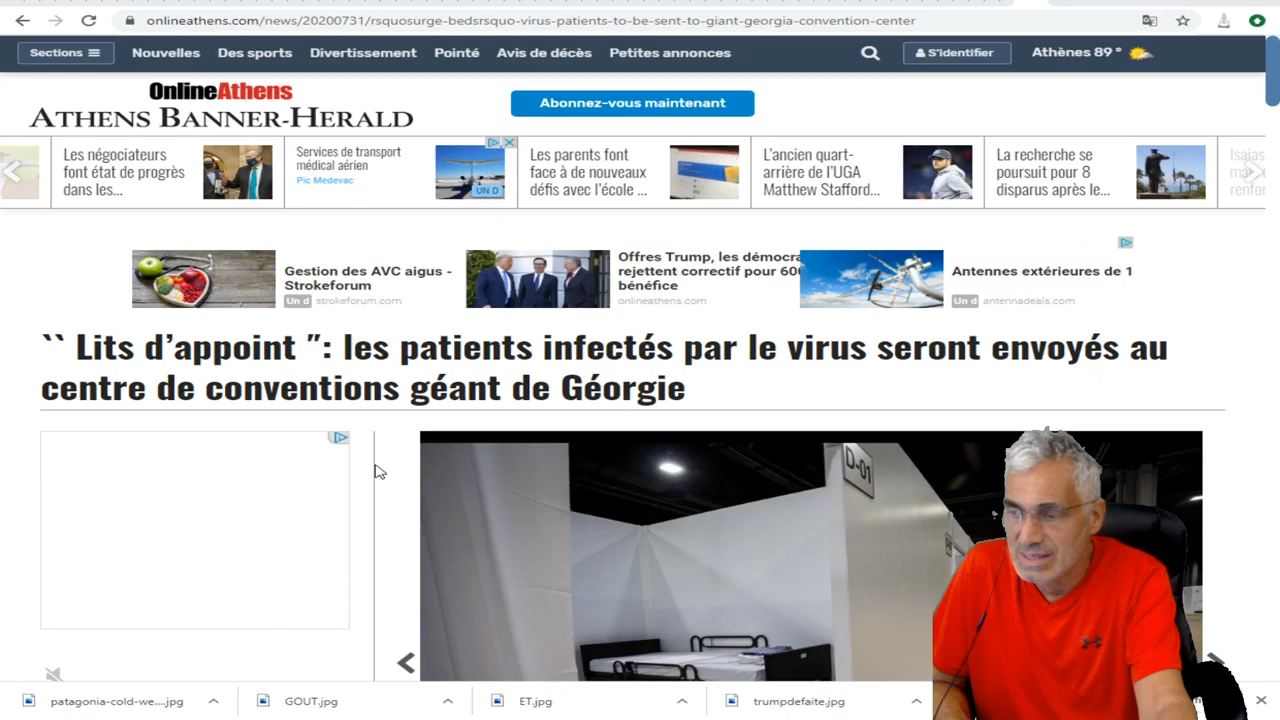 onlineathens.com/news/20200731/rsquosurge-bedsrsquo-virus-patients-to-be-sent-to-giant-georgia-convention-center
Sections Nouvelles Des sports Divertissement Pointé Avis de décès Petites annonces S'Identifier Athènes 89 °
OnlineAthens
ATHENS BANNER-HERALD
Abonnez-vous maintenant
Les négociateurs
font état de progrès
dans les...
Services de transport
médical aérien
Pic Medevac
UN D
Les parents font
face à de nouveaux
défis avec l'école ...
L'ancien quart-
arrière de l'UGA
Matthew Stafford...
La recherche se
poursuit pour 8
disparus après le...
Isaias
renfo
Gestion des AVC aigus -
Strokeforum
Un d strokeforum.com
Offres Trump, les démocra
rejettent correctif pour 600
bénéfice
onlineathens.com
Antennes extérieures de 1
Un d antennadeals.com
`` Lits d'appoint ″: les patients infectés par le virus seront envoyés au
centre de conventions géant de Géorgie
D-01
patagonia-cold-we....jpg GOUT.jpg ET.jpg trumpdefaite.jpg